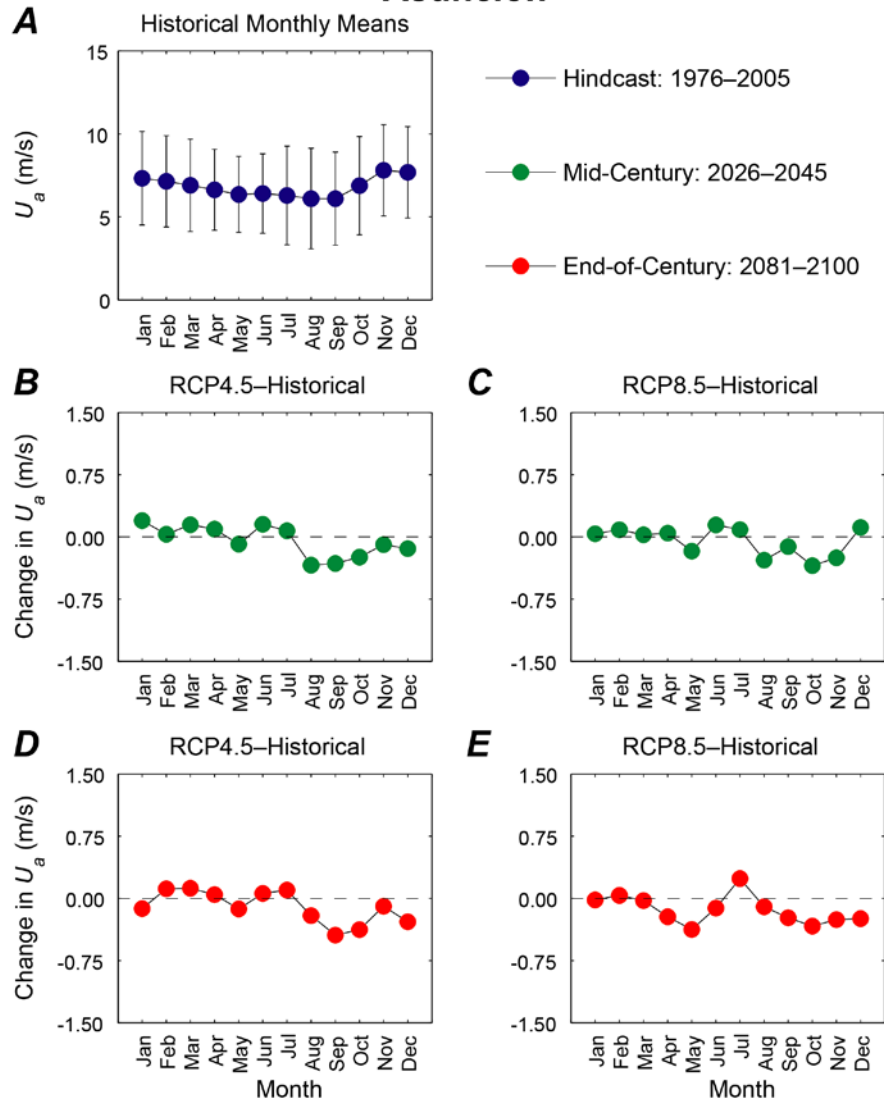 A
Historical Monthly Means
15
10
5
0
U_a (m/s)
Jan Feb Mar Apr May Jun Jul Aug Sep Oct Nov Dec
Hindcast: 1976–2005
Mid-Century: 2026–2045
End-of-Century: 2081–2100
B
RCP4.5–Historical
1.50
0.75
0.00
-0.75
-1.50
Change in U_a (m/s)
Jan Feb Mar Apr May Jun Jul Aug Sep Oct Nov Dec
C
RCP8.5–Historical
1.50
0.75
0.00
-0.75
-1.50
Jan Feb Mar Apr May Jun Jul Aug Sep Oct Nov Dec
D
RCP4.5–Historical
1.50
0.75
0.00
-0.75
-1.50
Change in U_a (m/s)
Jan Feb Mar Apr May Jun Jul Aug Sep Oct Nov Dec
Month
E
RCP8.5–Historical
1.50
0.75
0.00
-0.75
-1.50
Jan Feb Mar Apr May Jun Jul Aug Sep Oct Nov Dec
Month